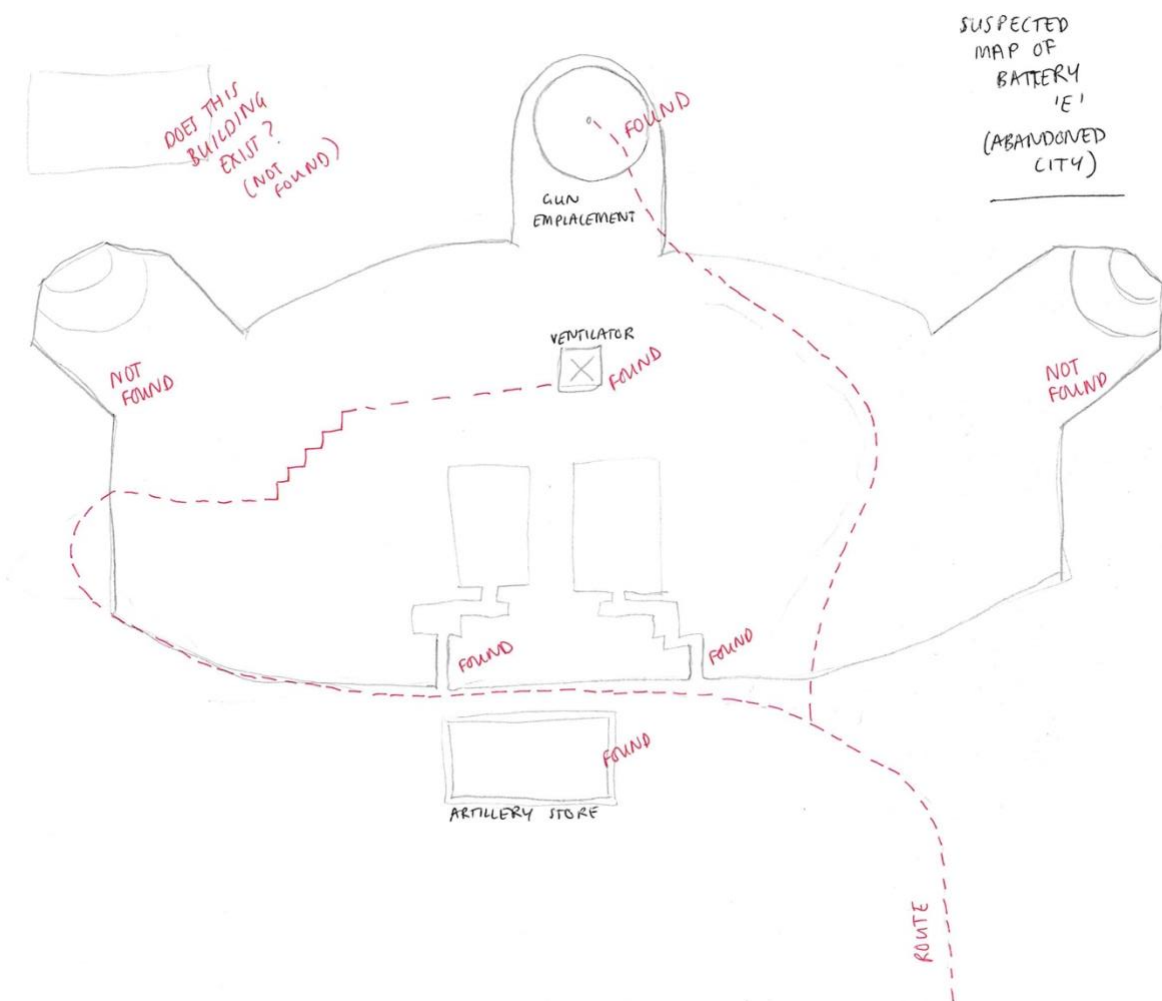 SUSPECTED
MAP OF
BATTERY
'E'
(ABANDONED
CITY)
DOES THIS
BUILDING
EXIST?
(NOT
FOUND)
FOUND
GUN
EMPLACEMENT
VENTILATOR
FOUND
NOT
FOUND
NOT
FOUND
FOUND
FOUND
FOUND
ARTILLERY STORE
ROUTE